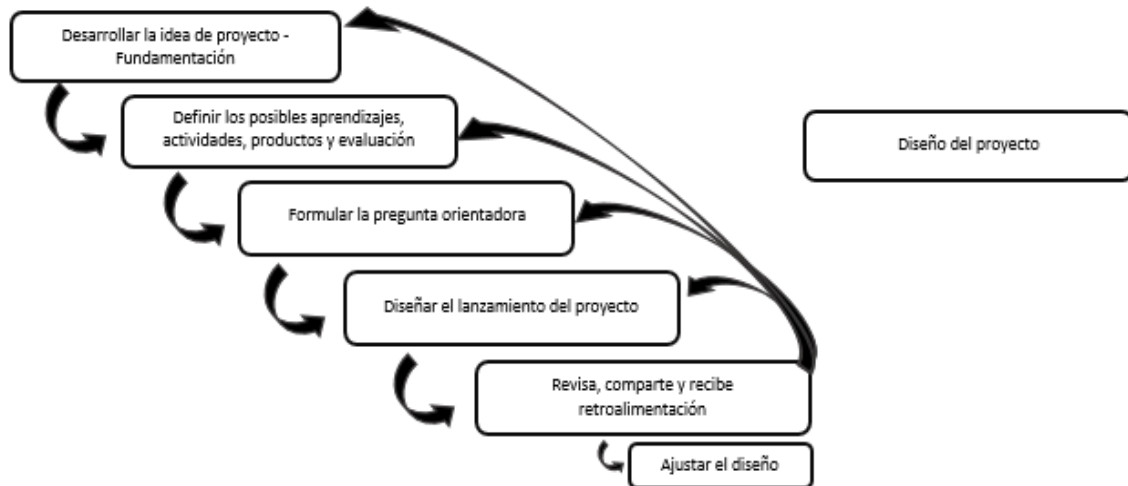 Desarrollar la idea de proyecto -
Fundamentación
Definir los posibles aprendizajes,
actividades, productos y evaluación
Diseño del proyecto
Formular la pregunta orientadora
Diseñar el lanzamiento del proyecto
Revisa, comparte y recibe
retroalimentación
Ajustar el diseño